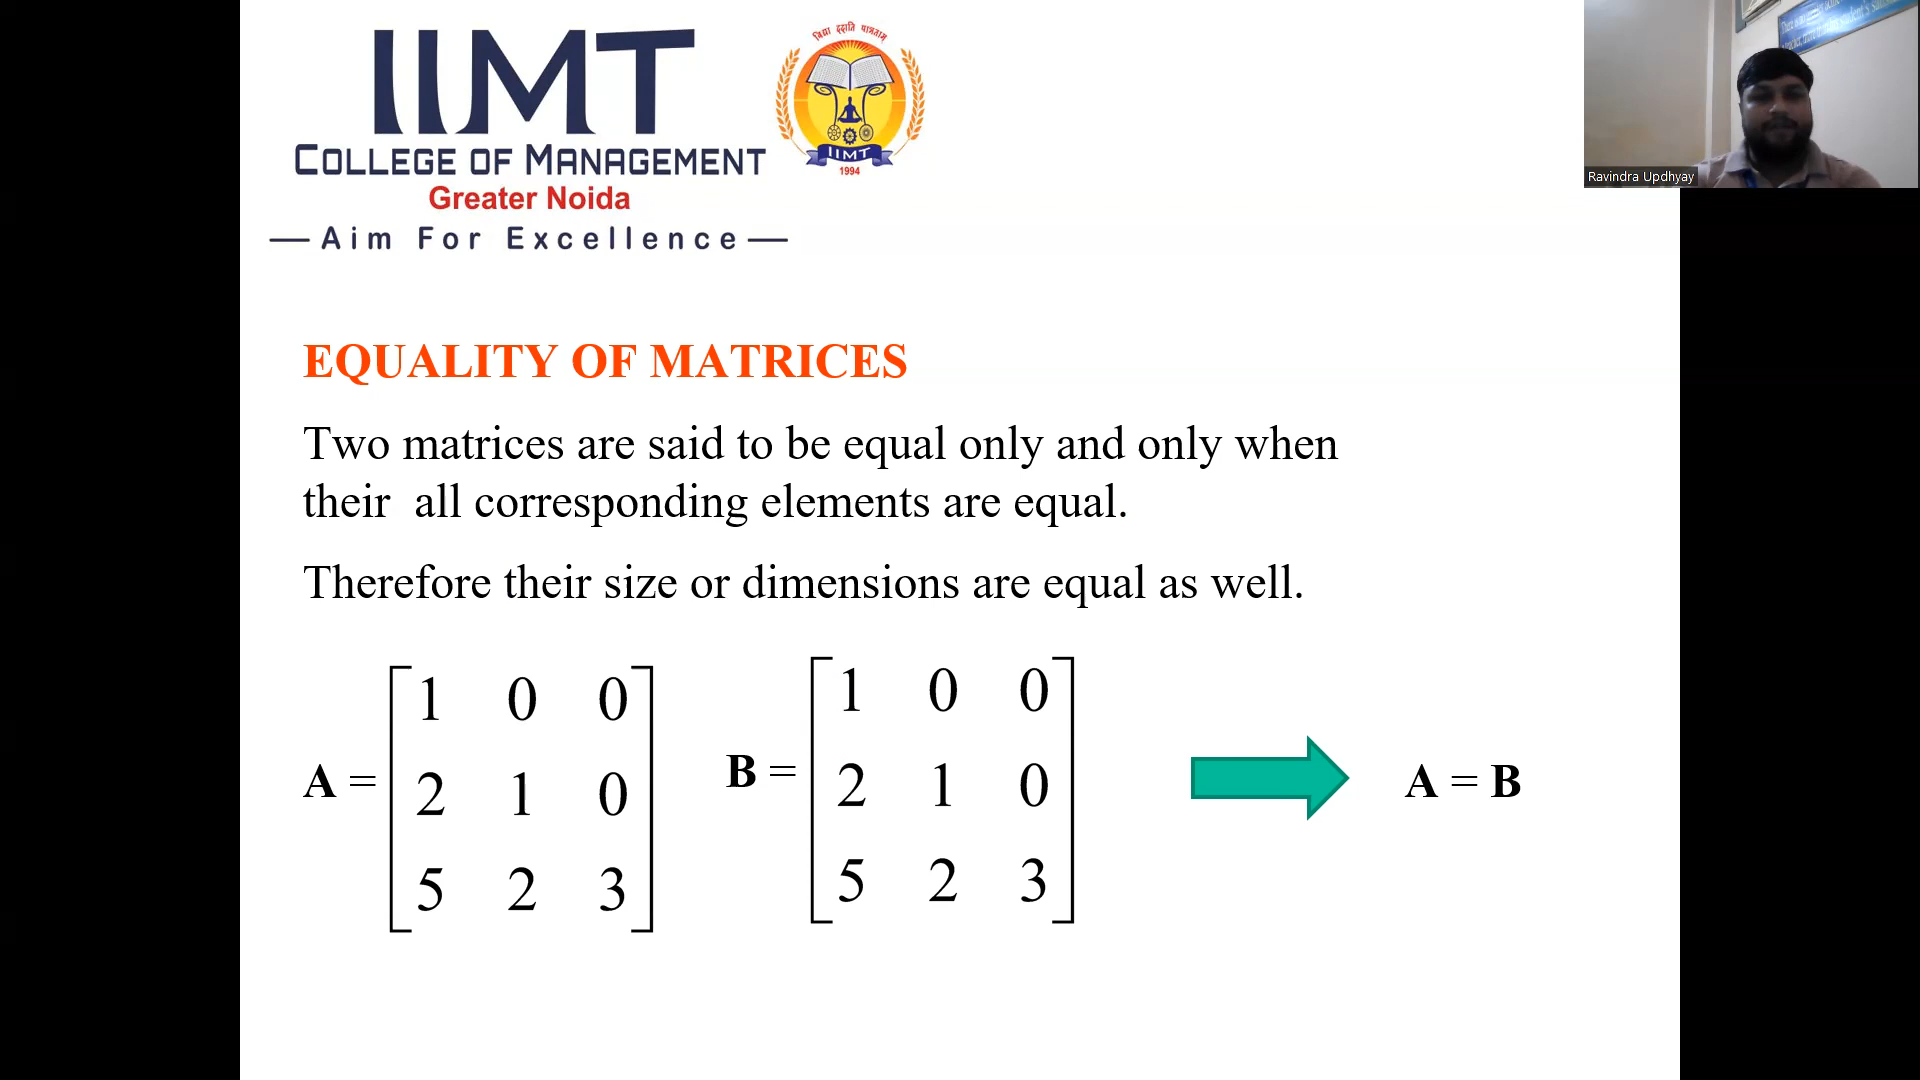 IIMT
COLLEGE OF MANAGEMENT
Greater Noida
— Aim For Excellence —
विद्या ददाति पात्रताम्
IIMT
1994
Ravindra Updhyay
EQUALITY OF MATRICES
Two matrices are said to be equal only and only when
their all corresponding elements are equal.
Therefore their size or dimensions are equal as well.
A = [1 0 0
2 1 0
5 2 3]
B = [1 0 0
2 1 0
5 2 3]
A = B